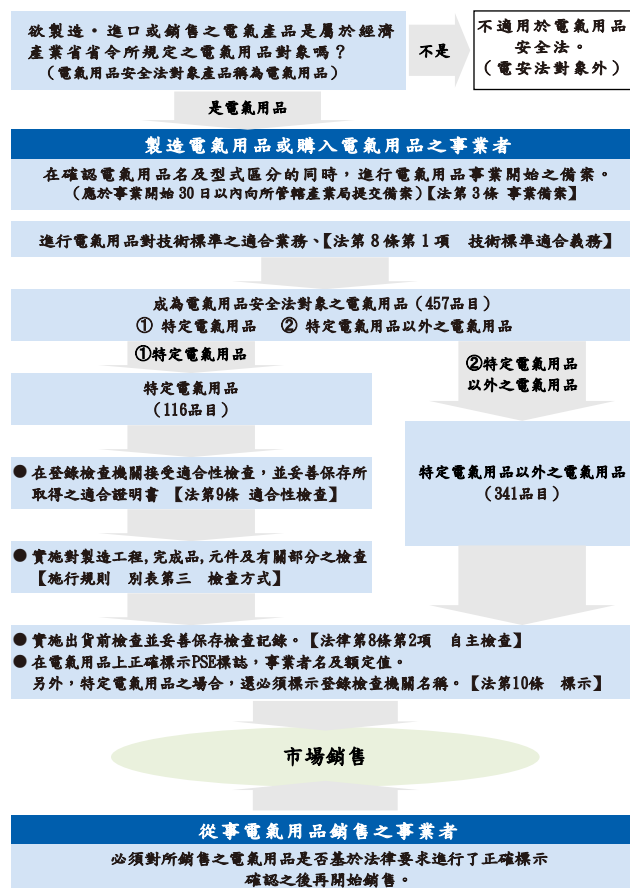 欲製造・進口或銷售之電氣產品是屬於經濟
產業省省令所規定之電氣用品對象嗎？
（電氣用品安全法對象產品稱為電氣用品）
不是
不適用於電氣用品
安全法。
（電安法對象外）
是電氣用品
製造電氣用品或購入電氣用品之事業者
在確認電氣用品名及型式區分的同時，進行電氣用品事業開始之備案。
（應於事業開始 30 日以內向所管轄產業局提交備案）【法第 3 條 事業備案】
進行電氣用品對技術標準之適合業務、【法第 8 條第 1 項　技術標準適合義務】
成為電氣用品安全法對象之電氣用品（457品目）
① 特定電氣用品　② 特定電氣用品以外之電氣用品
①特定電氣用品
②特定電氣用品
以外之電氣用品
特定電氣用品
（116品目）
特定電氣用品以外之電氣用品
（341品目）
● 在登錄檢查機關接受適合性檢查，並妥善保存所
取得之適合證明書 【法第9條 適合性檢查】
● 實施對製造工程,完成品,元件及有關部分之檢查
【施行規則　別表第三　檢查方式】
● 實施出貨前檢查並妥善保存檢查記錄。【法律第8條第2項　自主檢查】
● 在電氣用品上正確標示PSE標誌，事業者名及額定值。
另外，特定電氣用品之場合，還必須標示登錄檢查機關名稱。【法第10條　標示】
市場銷售
從事電氣用品銷售之事業者
必須對所銷售之電氣用品是否基於法律要求進行了正確標示
確認之後再開始銷售。